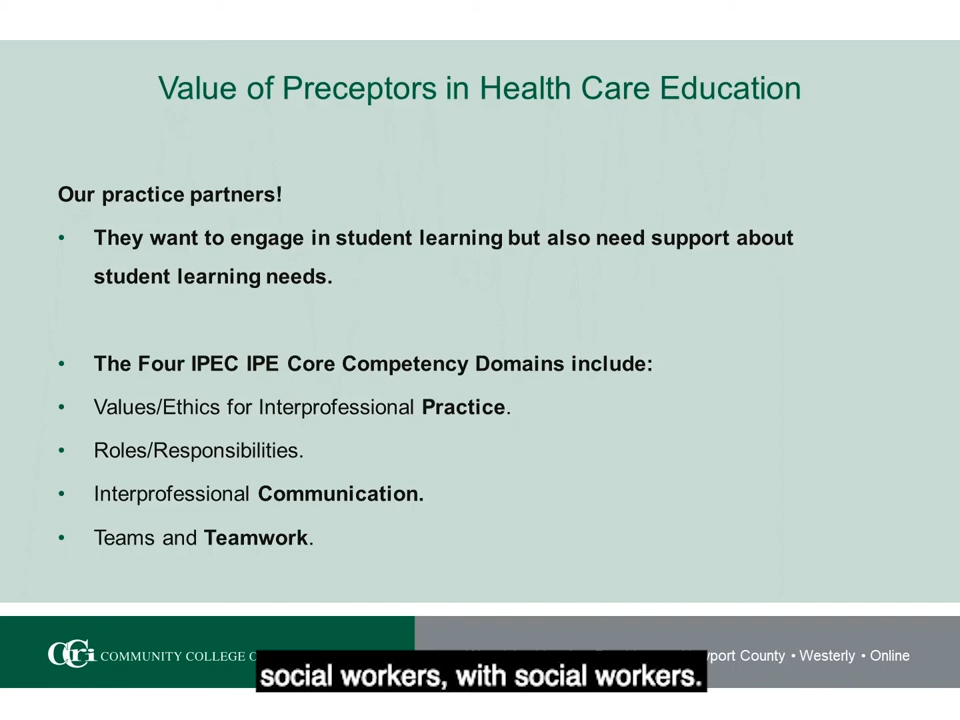 Value of Preceptors in Health Care Education
Our practice partners!
• They want to engage in student learning but also need support about
student learning needs.
• The Four IPEC IPE Core Competency Domains include:
• Values/Ethics for Interprofessional Practice.
• Roles/Responsibilities.
• Interprofessional Communication.
• Teams and Teamwork.
CCri COMMUNITY COLLEGE
County • Westerly • Online
social workers, with social workers.